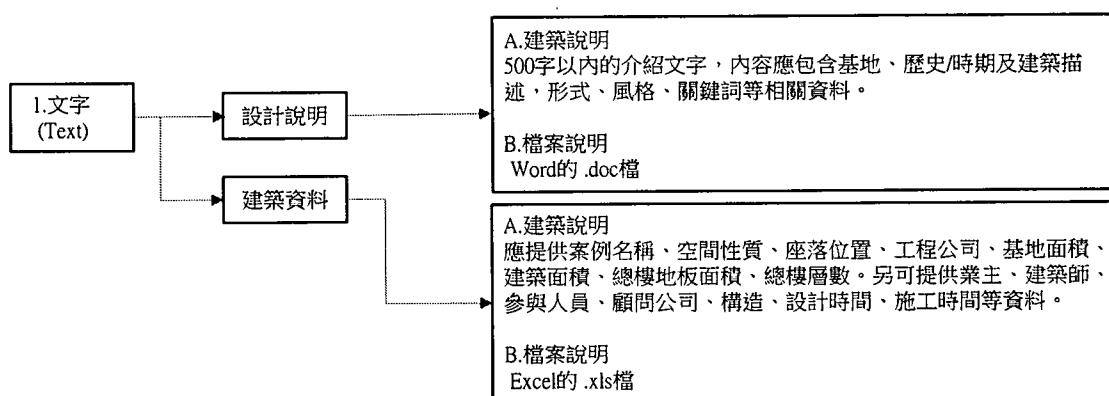 1.文字
(Text)
設計說明
A.建築說明
500字以內的介紹文字，內容應包含基地、歷史/時期及建築描
述，形式、風格、關鍵詞等相關資料。
B.檔案說明
Word的 .doc檔
建築資料
A.建築說明
應提供案例名稱、空間性質、座落位置、工程公司、基地面積、
建築面積、總樓地板面積、總樓層數。另可提供業主、建築師、
參與人員、顧問公司、構造、設計時間、施工時間等資料。
B.檔案說明
Excel的 .xls檔